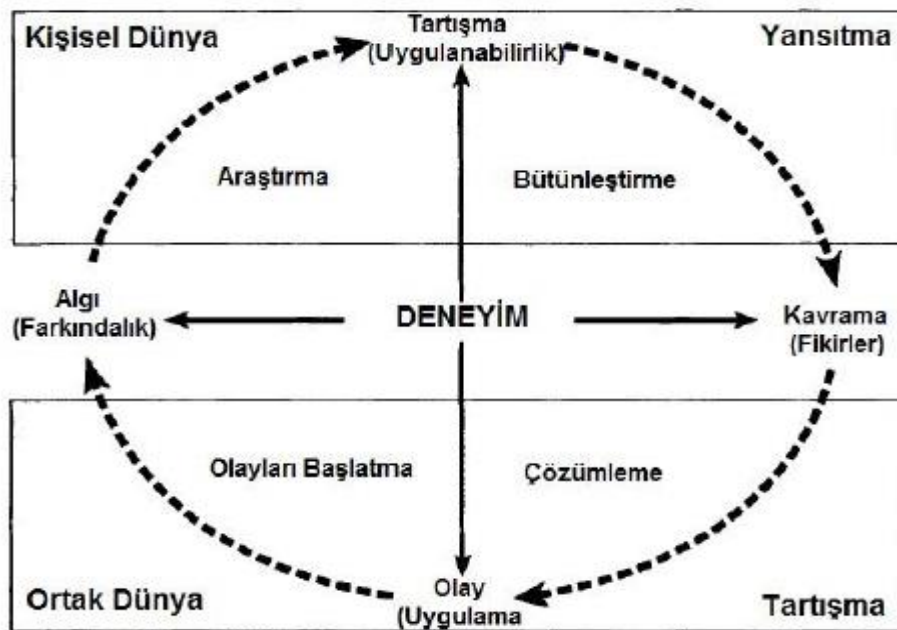 Kişisel Dünya
Tartışma
(Uygulanabilirlik)
Yansıtma
Araştırma
Bütünleştirme
Algı
(Farkındalık)
DENEYİM
Kavrama
(Fikirler)
Olayları Başlatma
Çözümleme
Ortak Dünya
Olay
(Uygulama
Tartışma